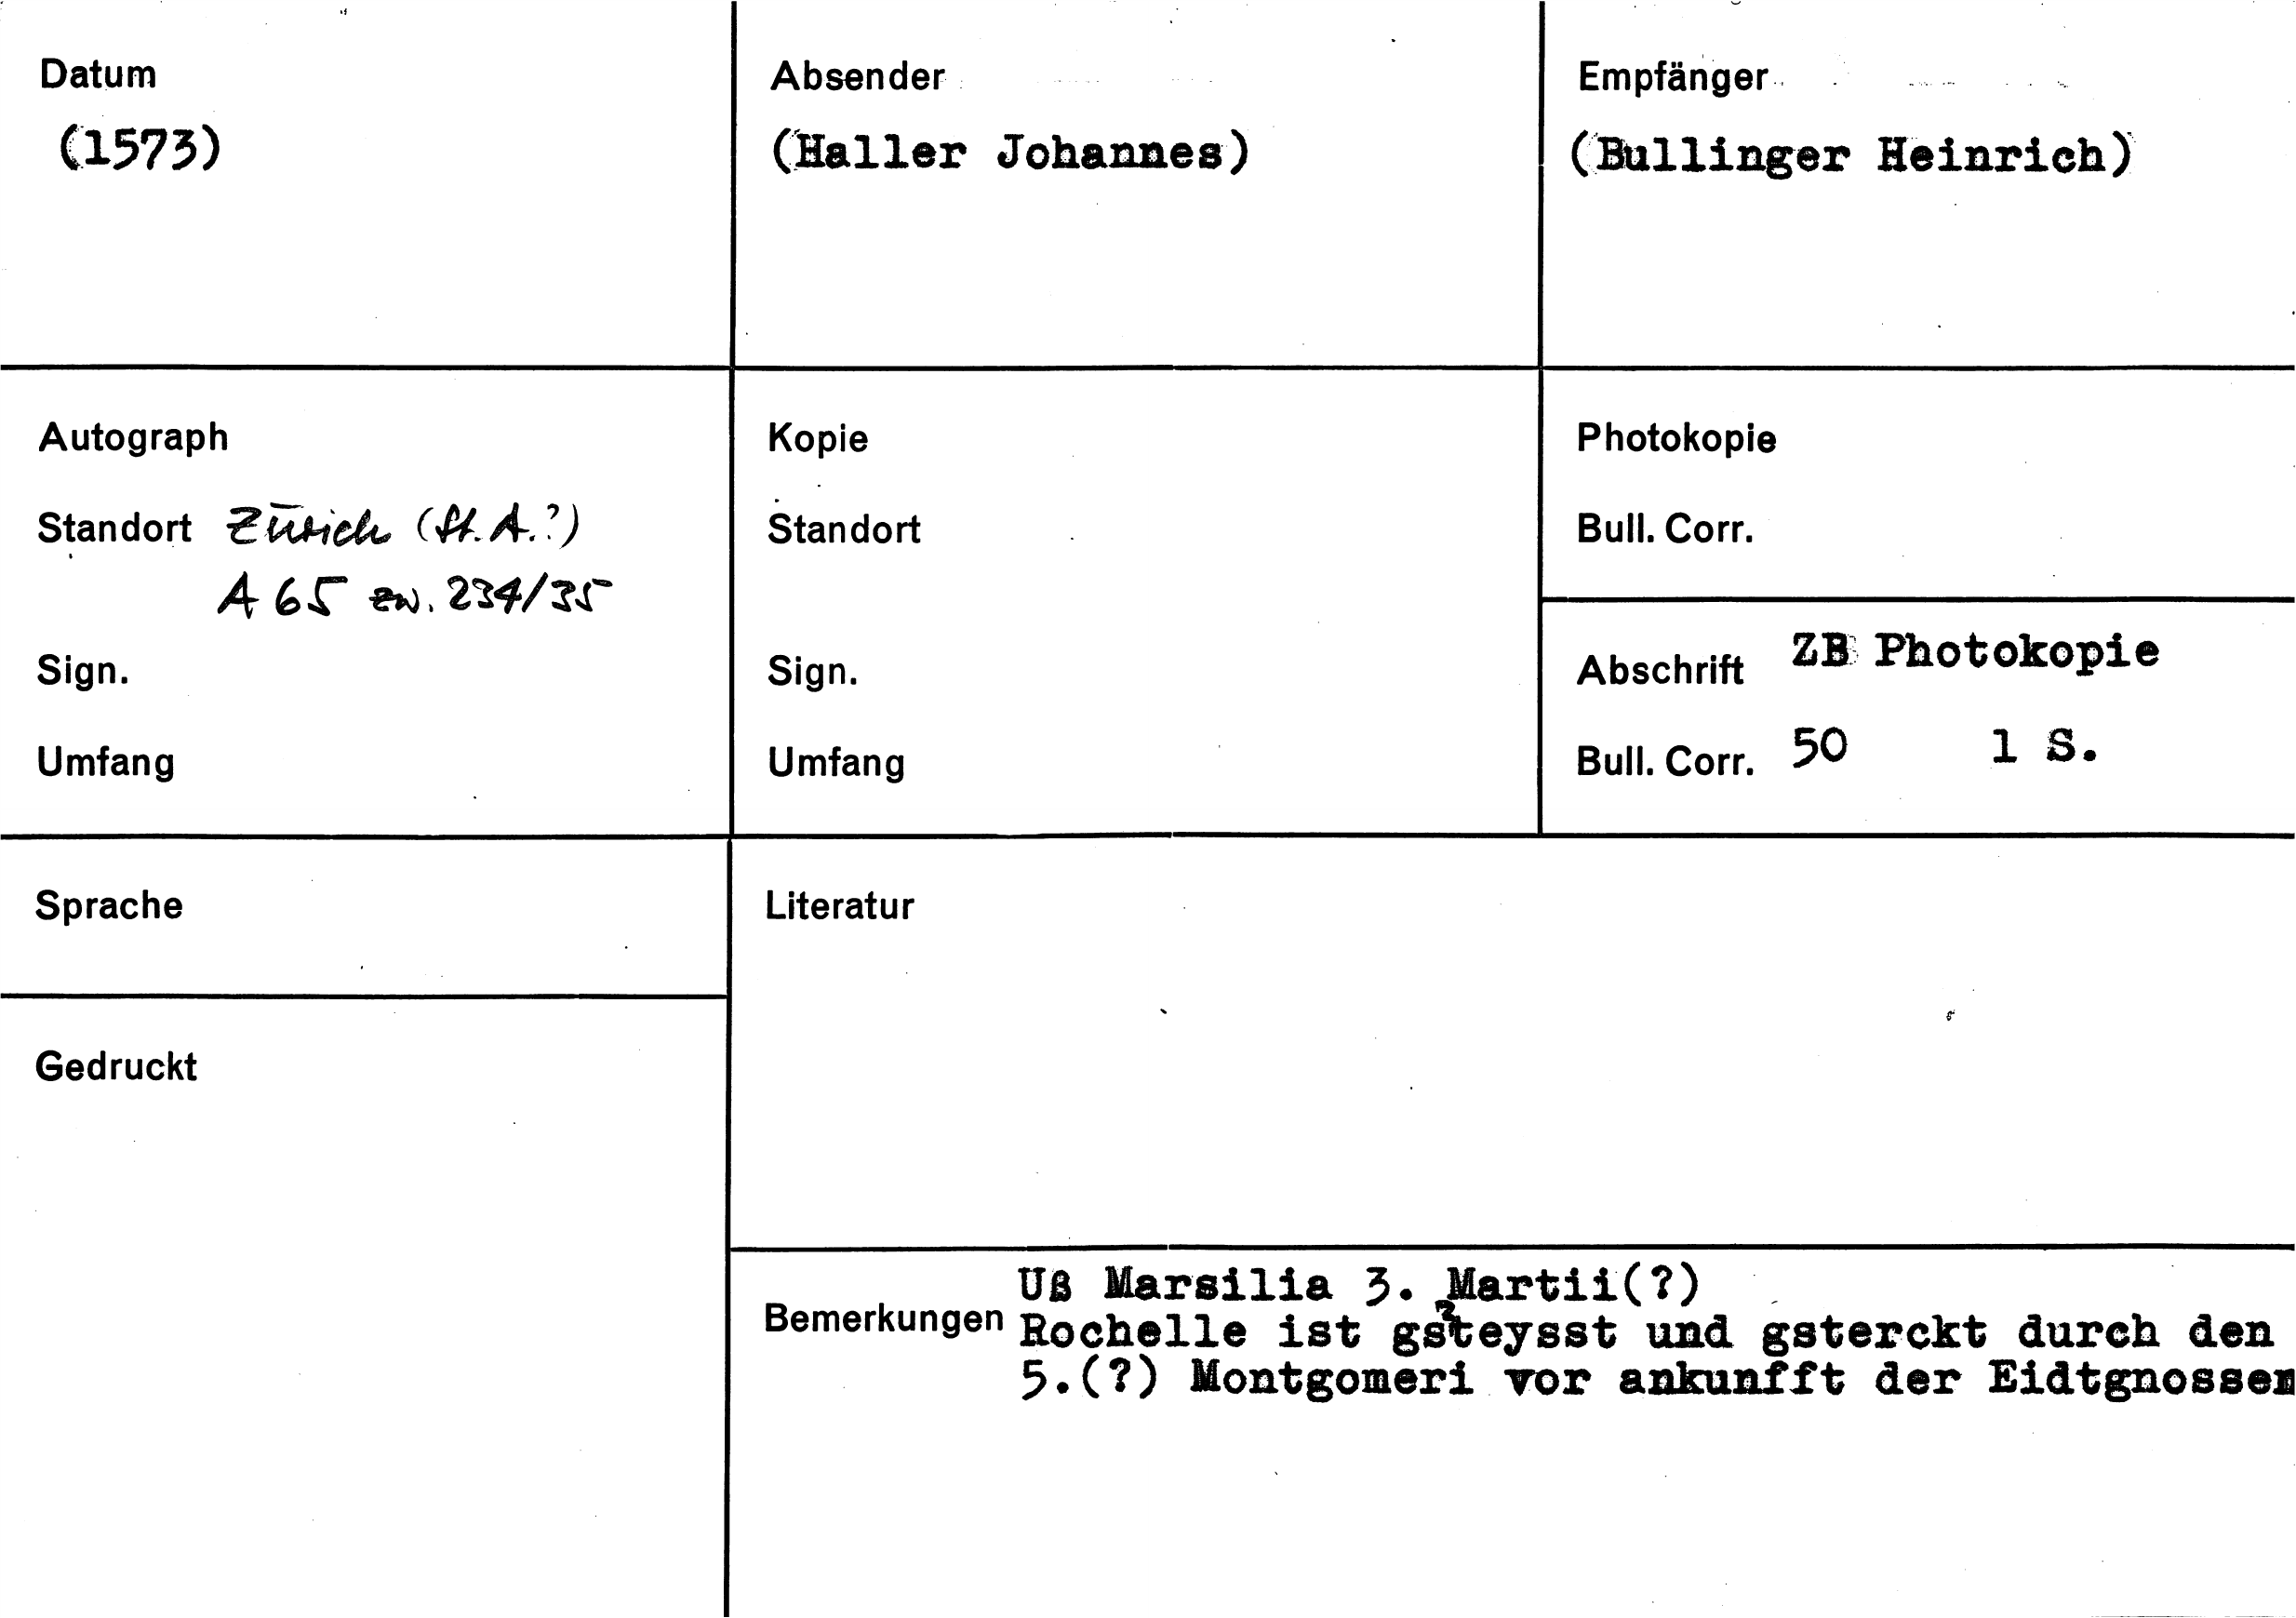 Datum
(1573)
Absender
(Haller Johannes)
Empfänger
(Bullinger Heinrich)
Autograph
Standort Zürich (St. A.?)
A 65 zw. 234/35
Sign.
Umfang
Kopie
Standort
Sign.
Umfang
Photokopie
Bull. Corr.
Abschrift ZB Photokopie
Bull. Corr. 50 1 S.
Sprache
Gedruckt
Literatur
Bemerkungen
Uß Marsilia 3. Martii(?)
Rochelle ist gsteysst und gsterckt durch den
5.(?) Montgomeri vor ankunfft der Eidtgnossen